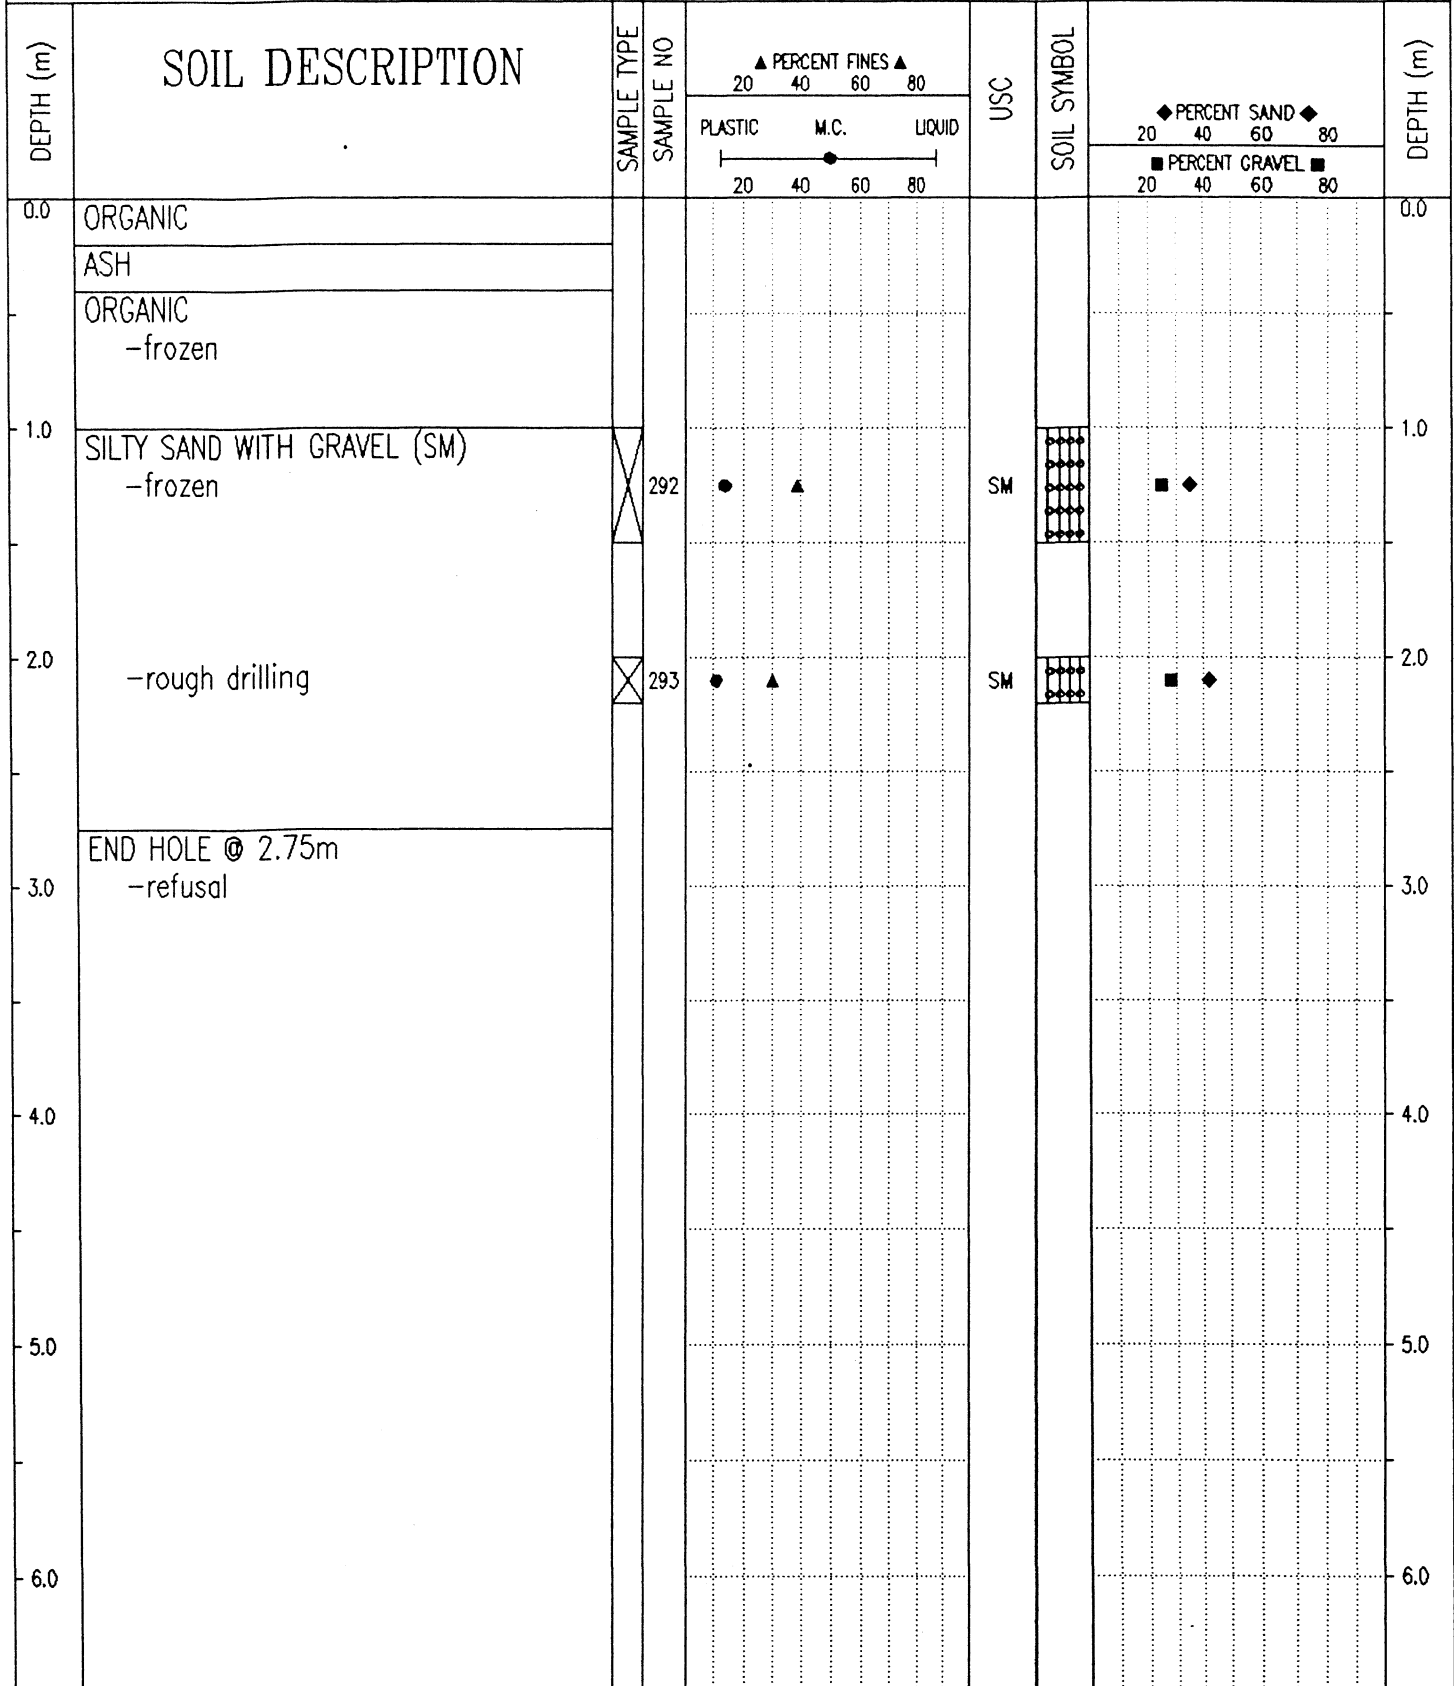 DEPTH (m)
SOIL DESCRIPTION
SAMPLE TYPE
SAMPLE NO
▲ PERCENT FINES ▲
20 40 60 80
PLASTIC M.C. LIQUID
20 40 60 80
USC
SOIL SYMBOL
◆ PERCENT SAND ◆
20 40 60 80
■ PERCENT GRAVEL ■
20 40 60 80
DEPTH (m)
0.0 ORGANIC 0.0
ASH
ORGANIC
-frozen
1.0 1.0
SILTY SAND WITH GRAVEL (SM)
-frozen 292 SM
2.0 2.0
-rough drilling 293 SM
END HOLE @ 2.75m
3.0 -refusal 3.0
4.0 4.0
5.0 5.0
6.0 6.0